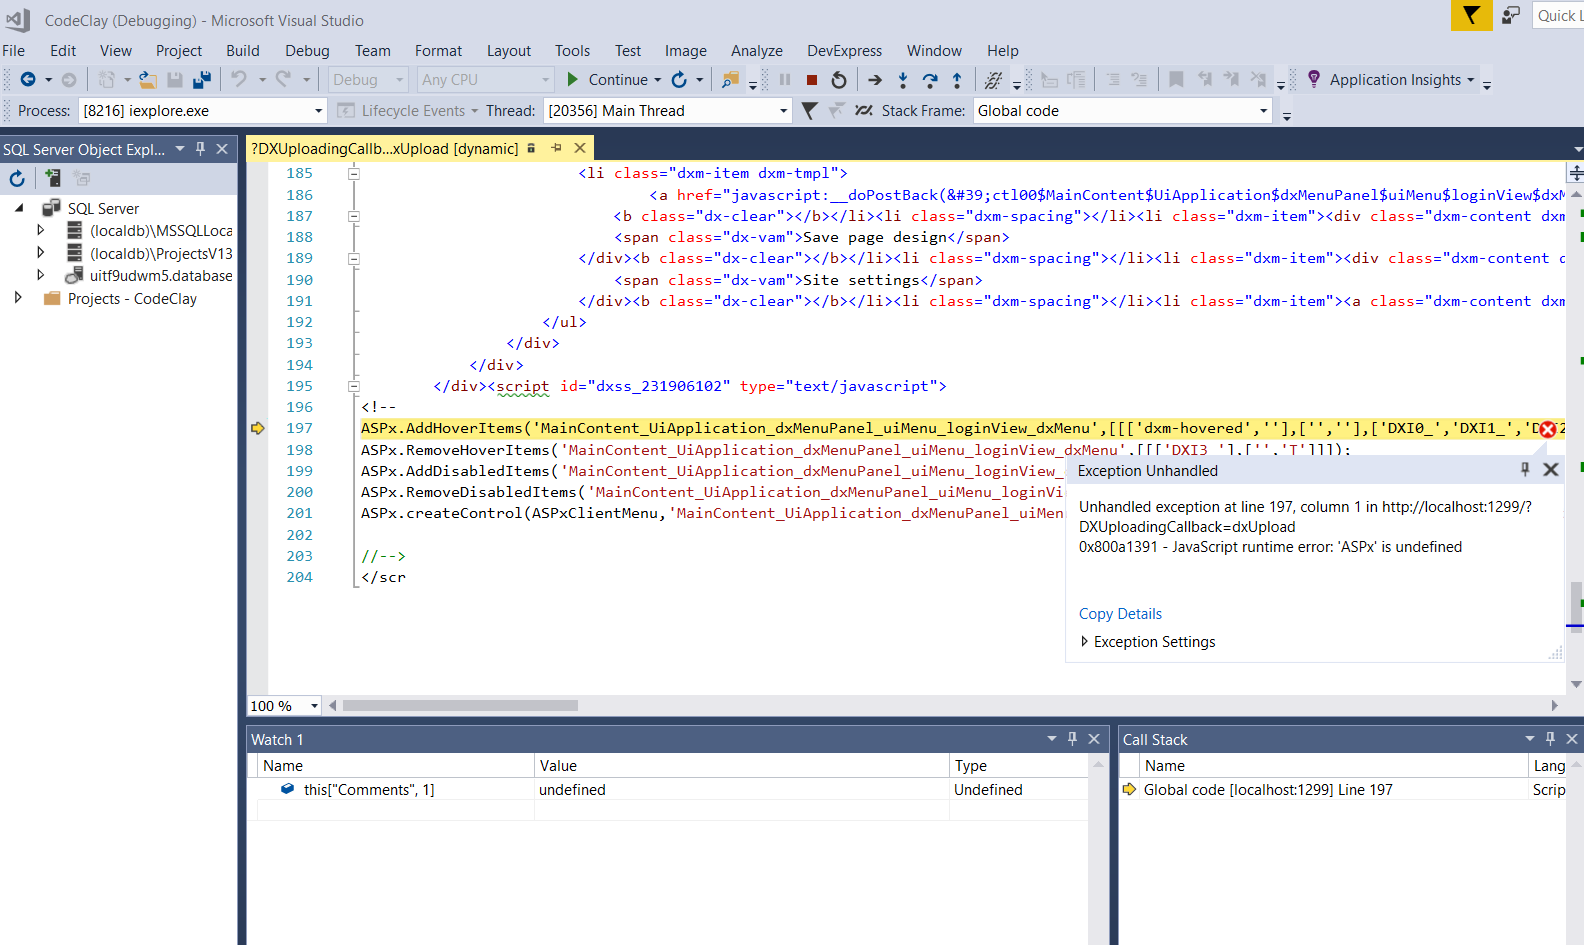 CodeClay (Debugging) - Microsoft Visual Studio
Quick L
File Edit View Project Build Debug Team Format Layout Tools Test Image Analyze DevExpress Window Help
Debug Any CPU Continue Application Insights
Process: [8216] iexplore.exe Lifecycle Events Thread: [20356] Main Thread Stack Frame: Global code
SQL Server Object Expl...
SQL Server
(localdb)\MSSQLLoca
(localdb)\ProjectsV13
uitf9udwm5.database
Projects - CodeClay
?DXUploadingCallb...xUpload [dynamic]
185 <li class="dxm-item dxm-tmpl">
186 <a href="javascript:__doPostBack(&#39;ctl00$MainContent$UiApplication$dxMenuPanel$uiMenu$loginView$dxM
187 <b class="dx-clear"></b></li><li class="dxm-spacing"></li><li class="dxm-item"><div class="dxm-content dxm
188 <span class="dx-vam">Save page design</span>
189 </div><b class="dx-clear"></b></li><li class="dxm-spacing"></li><li class="dxm-item"><div class="dxm-content d
190 <span class="dx-vam">Site settings</span>
191 </div><b class="dx-clear"></b></li><li class="dxm-spacing"></li><li class="dxm-item"><a class="dxm-content dxm
192 </ul>
193 </div>
194 </div>
195 </div><script id="dxss_231906102" type="text/javascript">
196 <!--
197 ASPx.AddHoverItems('MainContent_UiApplication_dxMenuPanel_uiMenu_loginView_dxMenu',[[['dxm-hovered',''],['',''],['DXI0_','DXI1_','DXI2
198 ASPx.RemoveHoverItems('MainContent_UiApplication_dxMenuPanel_uiMenu_loginView_dxMenu',[[['DXI3_'],['','T']]]);
199 ASPx.AddDisabledItems('MainContent_UiApplication_dxMenuPanel_uiMenu_loginView_
200 ASPx.RemoveDisabledItems('MainContent_UiApplication_dxMenuPanel_uiMenu_loginVi
201 ASPx.createControl(ASPxClientMenu,'MainContent_UiApplication_dxMenuPanel_uiMen
202
203 //-->
204 </scr
Exception Unhandled
Unhandled exception at line 197, column 1 in http://localhost:1299/?
DXUploadingCallback=dxUpload
0x800a1391 - JavaScript runtime error: 'ASPx' is undefined
Copy Details
Exception Settings
100 %
Watch 1
Name Value Type
this["Comments", 1] undefined Undefined
Call Stack
Name Lang
Global code [localhost:1299] Line 197 Scrip